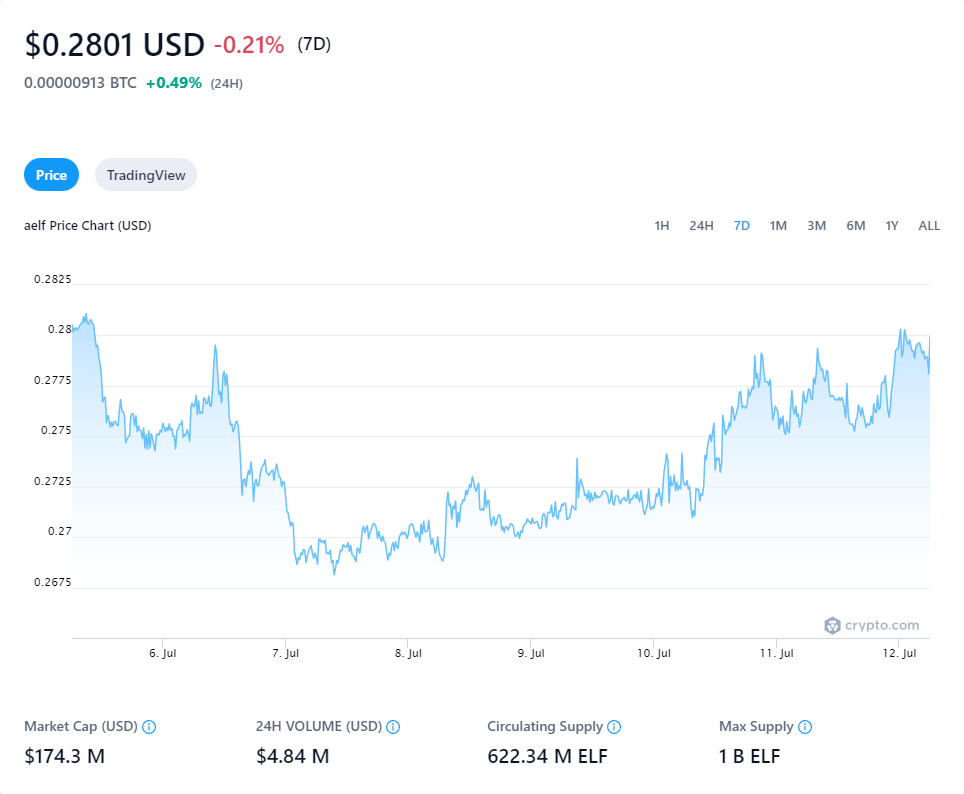 $0.2801 USD -0.21% (7D)
0.00000913 BTC +0.49% (24H)
Price TradingView
aelf Price Chart (USD) 1H 24H 7D 1M 3M 6M 1Y ALL
0.2825
0.28
0.2775
0.275
0.2725
0.27
0.2675
crypto.com
6. Jul 7. Jul 8. Jul 9. Jul 10. Jul 11. Jul 12. Jul
Market Cap (USD) 24H VOLUME (USD) Circulating Supply Max Supply
$174.3 M $4.84 M 622.34 M ELF 1 B ELF